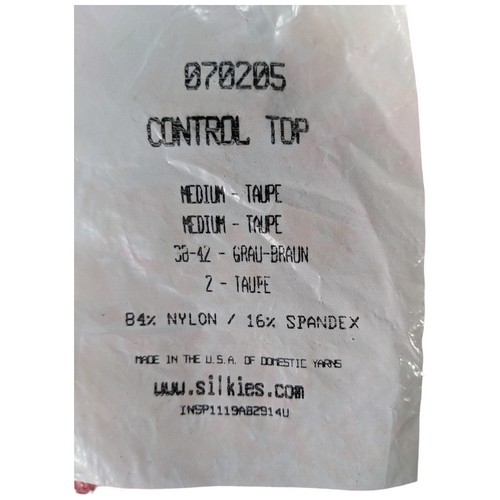 070205
CONTROL TOP
MEDIUM - TAUPE
MEDIUM - TAUPE
38-42 - GRAU-BRAUN
2 - TAUPE
84% NYLON / 16% SPANDEX
MADE IN THE U.S.A. OF DOMESTIC YARNS
www.silkies.com
INSP1119A82914U